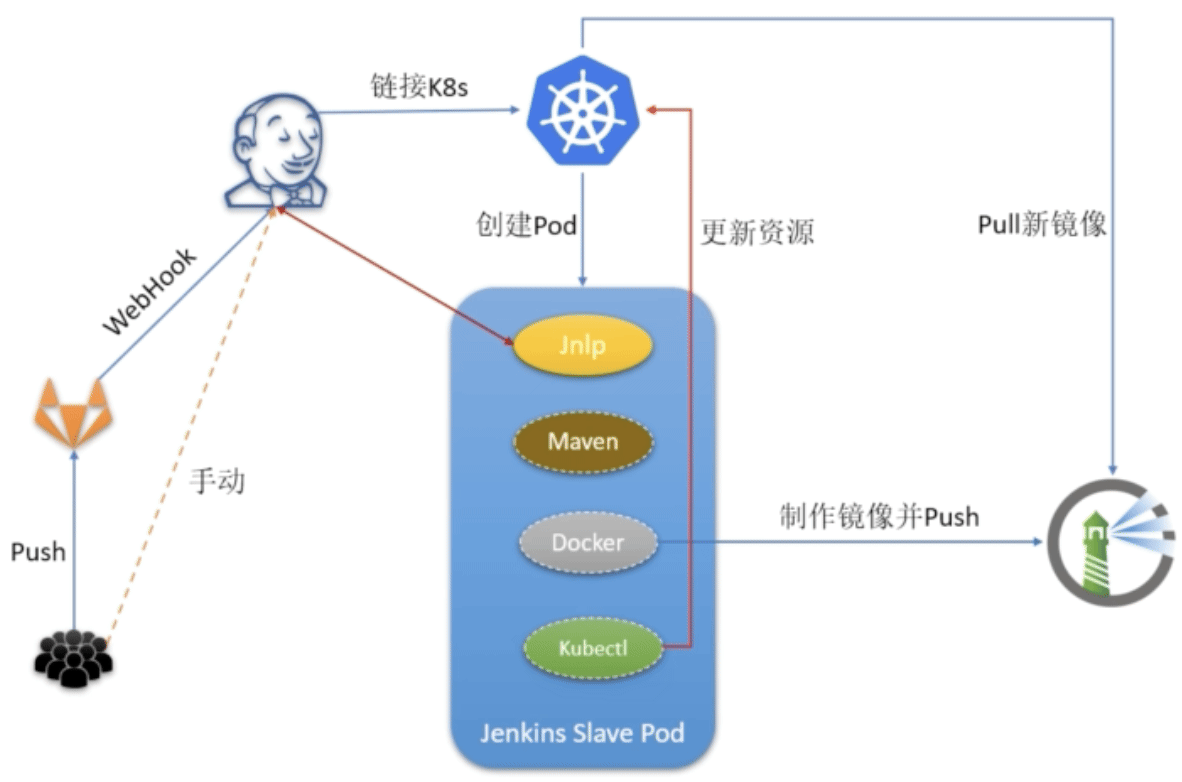 链接K8s
创建Pod
更新资源
Pull新镜像
WebHook
Jnlp
Maven
手动
制作镜像并Push
Docker
Push
Kubectl
Jenkins Slave Pod